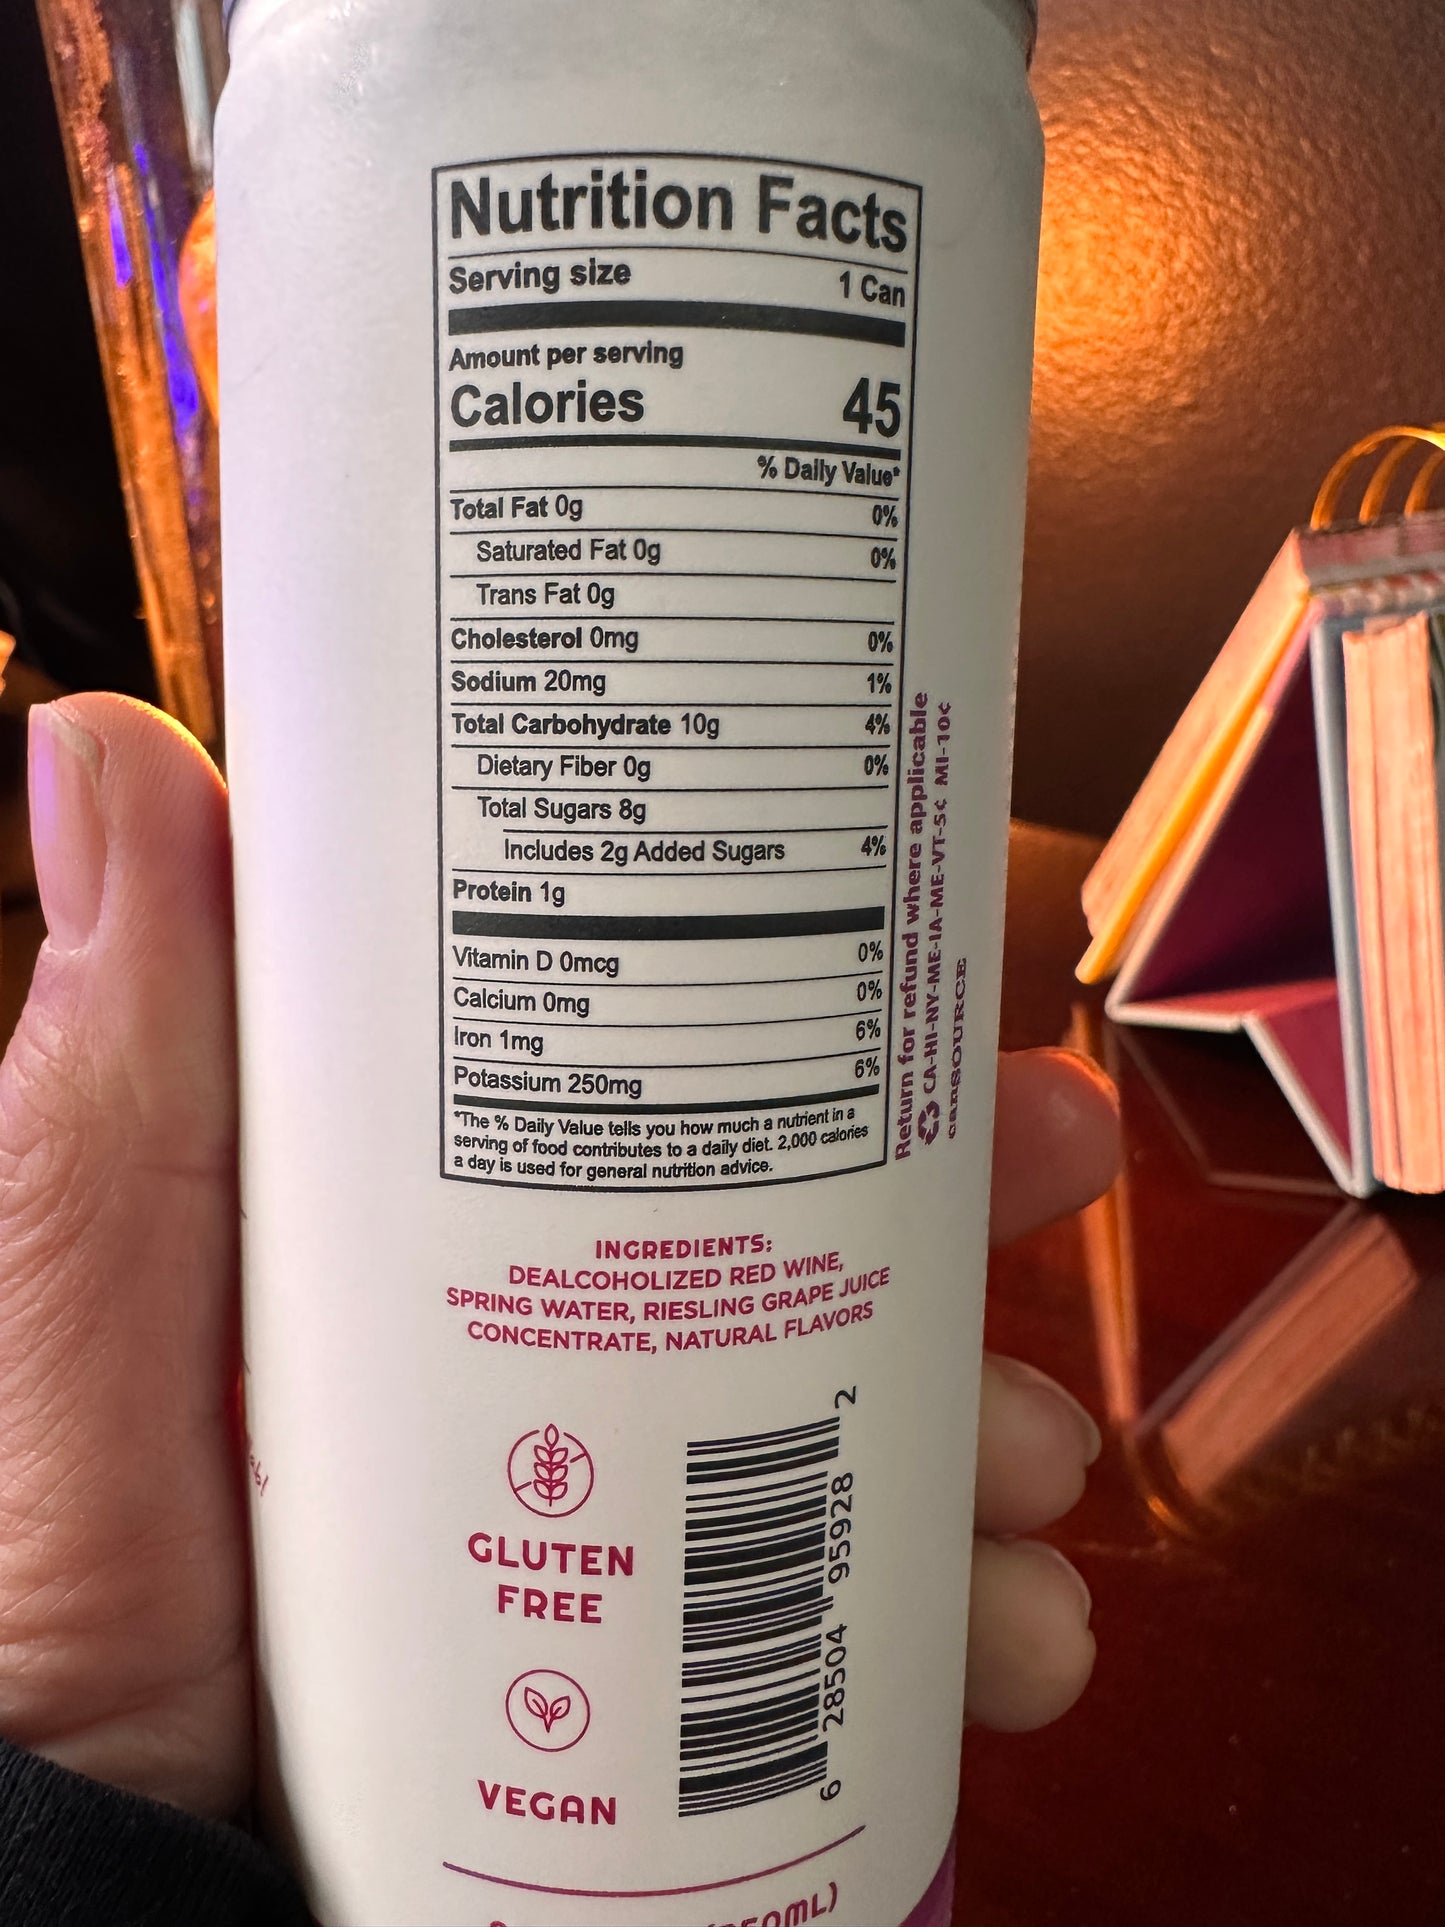 Nutrition Facts
Serving size 1 Can
Amount per serving
Calories 45
% Daily Value*
Total Fat 0g 0%
Saturated Fat 0g 0%
Trans Fat 0g
Cholesterol 0mg 0%
Sodium 20mg 1%
Total Carbohydrate 10g 4%
Dietary Fiber 0g 0%
Total Sugars 8g
Includes 2g Added Sugars 4%
Protein 1g
Vitamin D 0mcg 0%
Calcium 0mg 0%
Iron 1mg 6%
Potassium 250mg 6%
*The % Daily Value tells you how much a nutrient in a
serving of food contributes to a daily diet. 2,000 calories
a day is used for general nutrition advice.
Return for refund where applicable
CA-HI-NY-ME-IA-ME-VT-5¢ MI-10¢
canSOURCE
INGREDIENTS:
DEALCOHOLIZED RED WINE,
SPRING WATER, RIESLING GRAPE JUICE
CONCENTRATE, NATURAL FLAVORS
GLUTEN
FREE
VEGAN
6 28504 95928 2